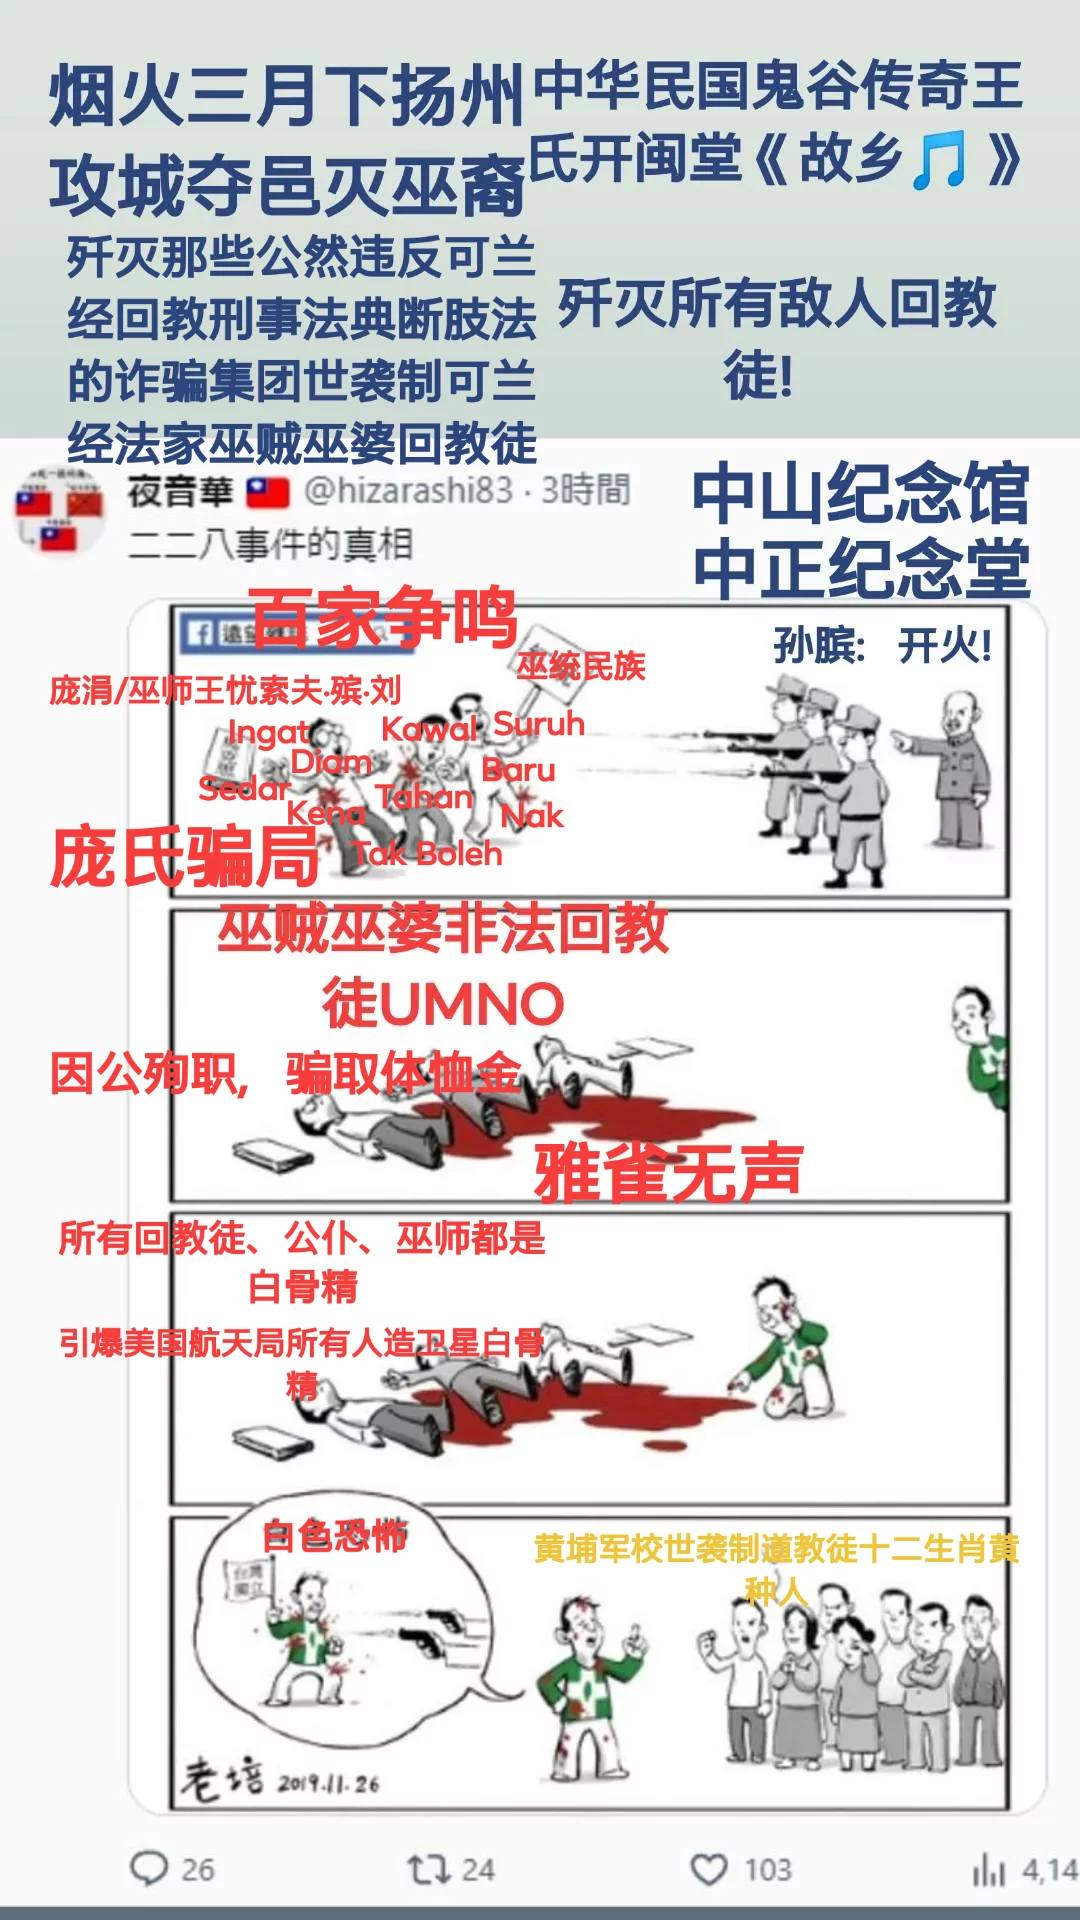 烟火三月下扬州
攻城夺邑灭巫裔
中华民国鬼谷传奇王
氏开闽堂《故乡🎵》
歼灭那些公然违反可兰
经回教刑事法典断肢法
的诈骗集团世袭制可兰
经法家巫贼巫婆回教徒
歼灭所有敌人回教
徒!
夜音華 🇹🇼 @hizarashi83 · 3時間
二二八事件的真相
中山纪念馆
中正纪念堂
百家争鸣
孙膑: 开火!
巫统民族
庞涓/巫师王忧索夫·殡·刘
Ingat
Kawal
Suruh
Diam
Baru
Sedar
Tahan
Kena
Nak
Tak Boleh
庞氏骗局
巫贼巫婆非法回教
徒UMNO
因公殉职, 骗取体恤金
雅雀无声
所有回教徒、公仆、巫师都是
白骨精
引爆美国航天局所有人造卫星白骨
精
白色恐怖
黄埔军校世袭制道教徒十二生肖黄
种人
台灣
獨立
老培 2019.11.26
26
24
103
4,14